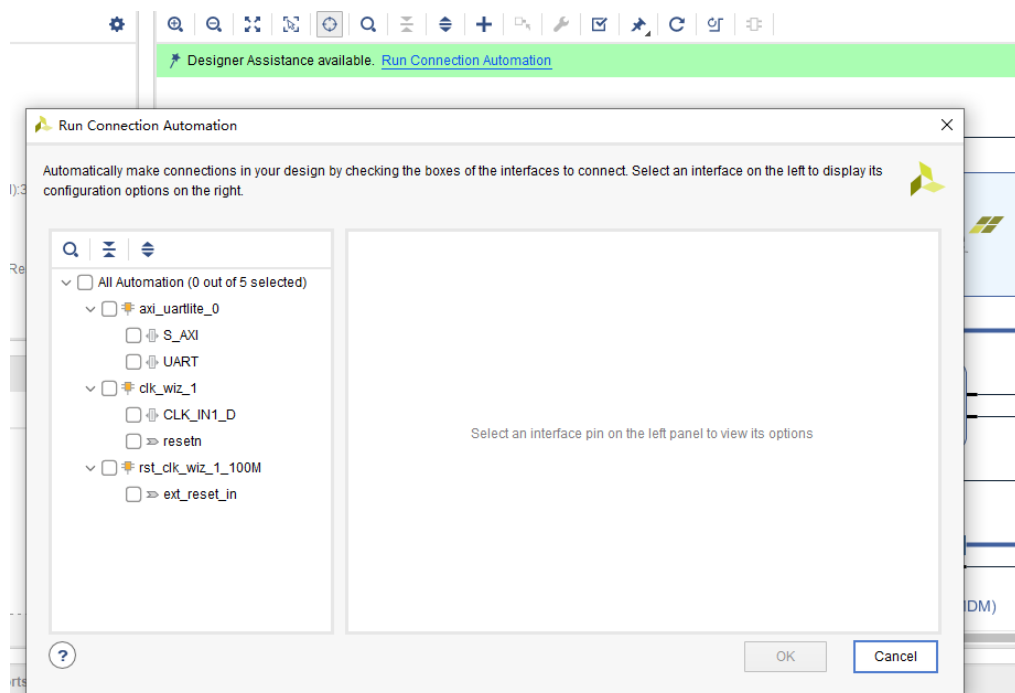 Designer Assistance available. Run Connection Automation
Run Connection Automation
Automatically make connections in your design by checking the boxes of the interfaces to connect. Select an interface on the left to display its
configuration options on the right.
All Automation (0 out of 5 selected)
axi_uartlite_0
S_AXI
UART
clk_wiz_1
CLK_IN1_D
resetn
rst_clk_wiz_1_100M
ext_reset_in
Select an interface pin on the left panel to view its options
?
OK
Cancel
):3
Re
IDM)
rts